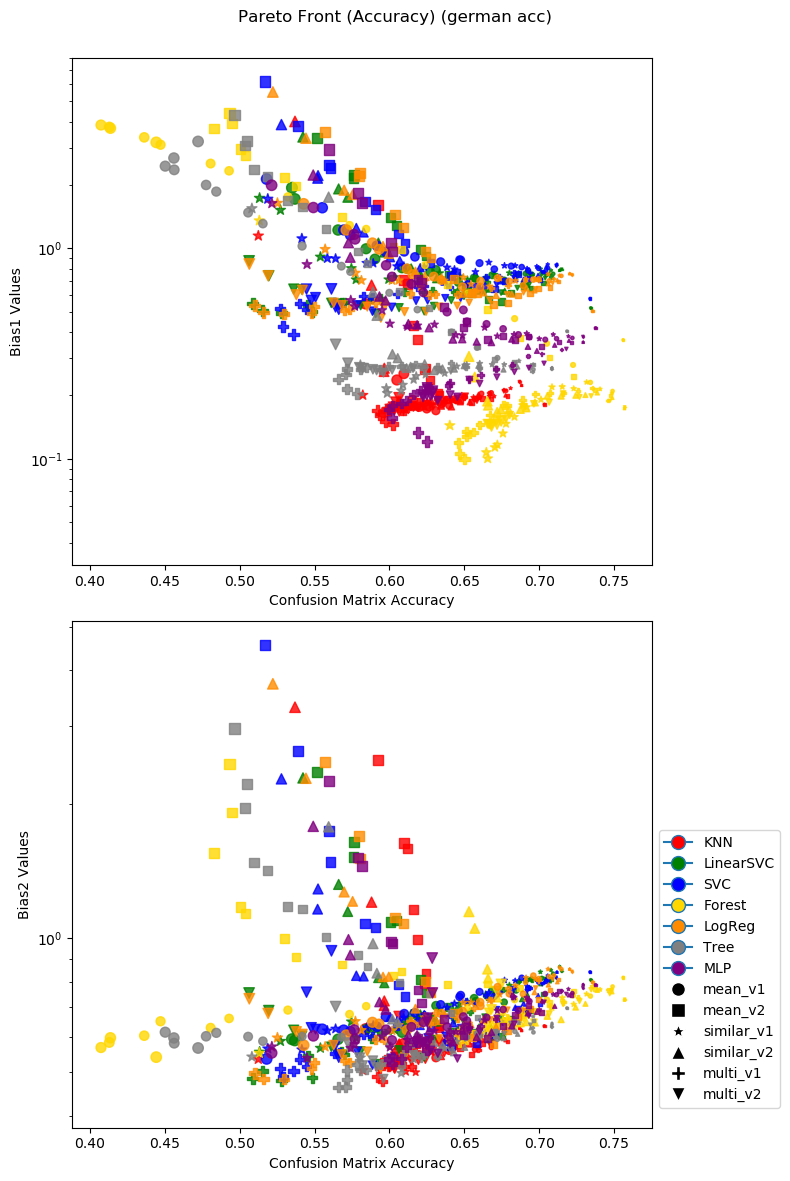 Pareto Front (Accuracy) (german acc)
10⁰
10⁻¹
Bias1 Values
0.40 0.45 0.50 0.55 0.60 0.65 0.70 0.75
Confusion Matrix Accuracy
10⁰
Bias2 Values
0.40 0.45 0.50 0.55 0.60 0.65 0.70 0.75
Confusion Matrix Accuracy
KNN
LinearSVC
SVC
Forest
LogReg
Tree
MLP
mean_v1
mean_v2
similar_v1
similar_v2
multi_v1
multi_v2